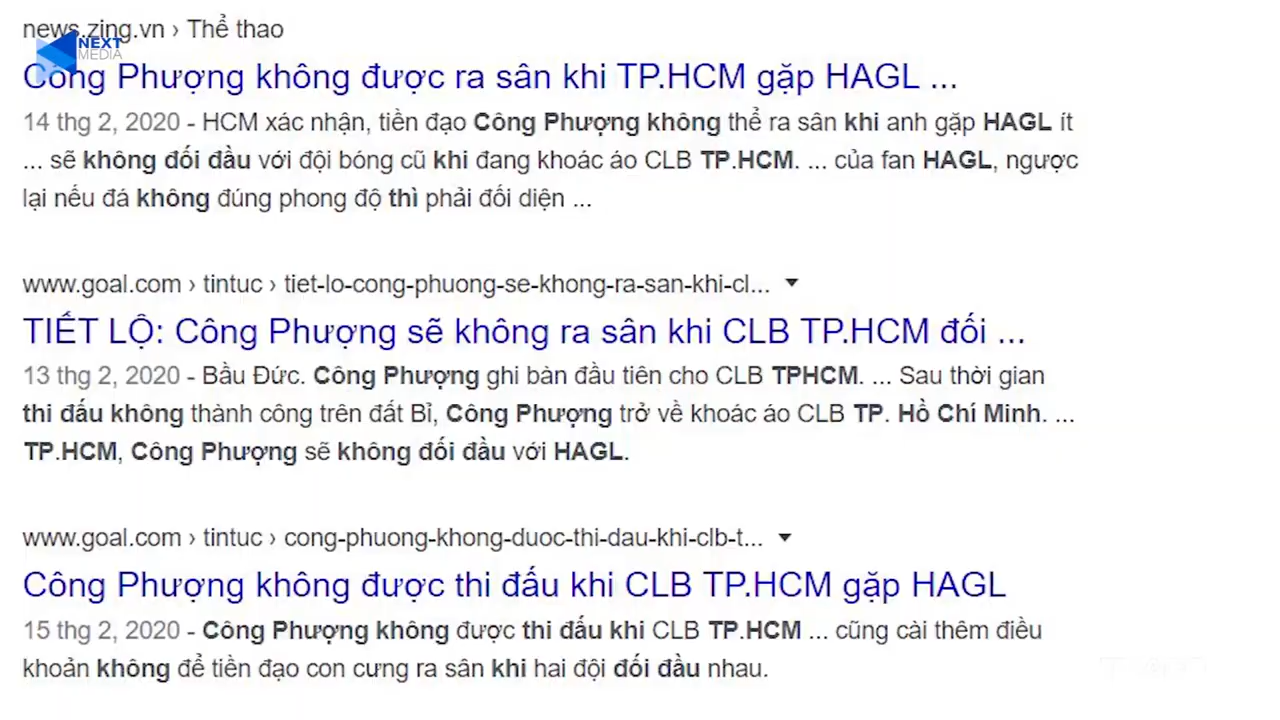 news.zing.vn › Thể thao
NEXT
MEDIA
Công Phượng không được ra sân khi TP.HCM gặp HAGL ...
14 thg 2, 2020 - HCM xác nhận, tiền đạo Công Phượng không thể ra sân khi anh gặp HAGL ít
... sẽ không đối đầu với đội bóng cũ khi đang khoác áo CLB TP.HCM. ... của fan HAGL, ngược
lại nếu đá không đúng phong độ thì phải đối diện ...
www.goal.com › tintuc › tiet-lo-cong-phuong-se-khong-ra-san-khi-cl...
TIẾT LỘ: Công Phượng sẽ không ra sân khi CLB TP.HCM đối ...
13 thg 2, 2020 - Bầu Đức. Công Phượng ghi bàn đầu tiên cho CLB TPHCM. ... Sau thời gian
thi đấu không thành công trên đất Bỉ, Công Phượng trở về khoác áo CLB TP. Hồ Chí Minh. ...
TP.HCM, Công Phượng sẽ không đối đầu với HAGL.
www.goal.com › tintuc › cong-phuong-khong-duoc-thi-dau-khi-clb-t...
Công Phượng không được thi đấu khi CLB TP.HCM gặp HAGL
15 thg 2, 2020 - Công Phượng không được thi đấu khi CLB TP.HCM ... cũng cài thêm điều
khoản không để tiền đạo con cưng ra sân khi hai đội đối đầu nhau.